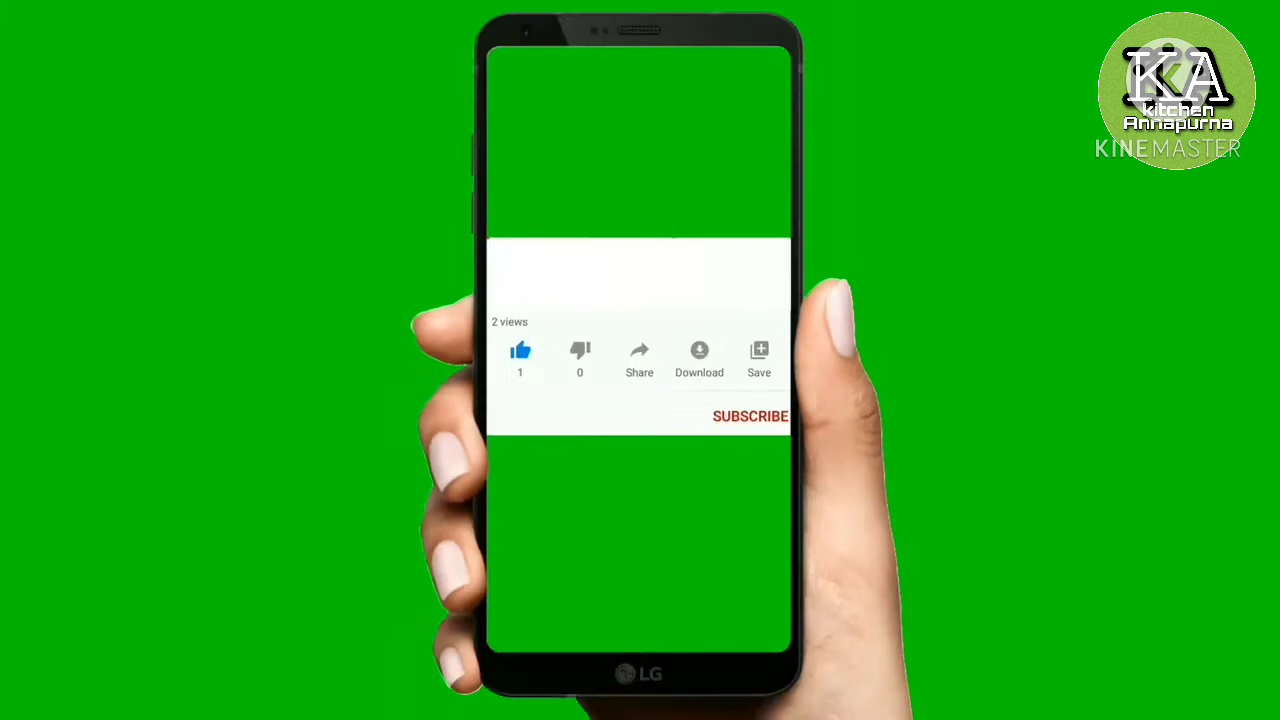 KA
kitchen
Annapurna
KINEMASTER
2 views
1
0
Share
Download
Save
SUBSCRIBE
LG